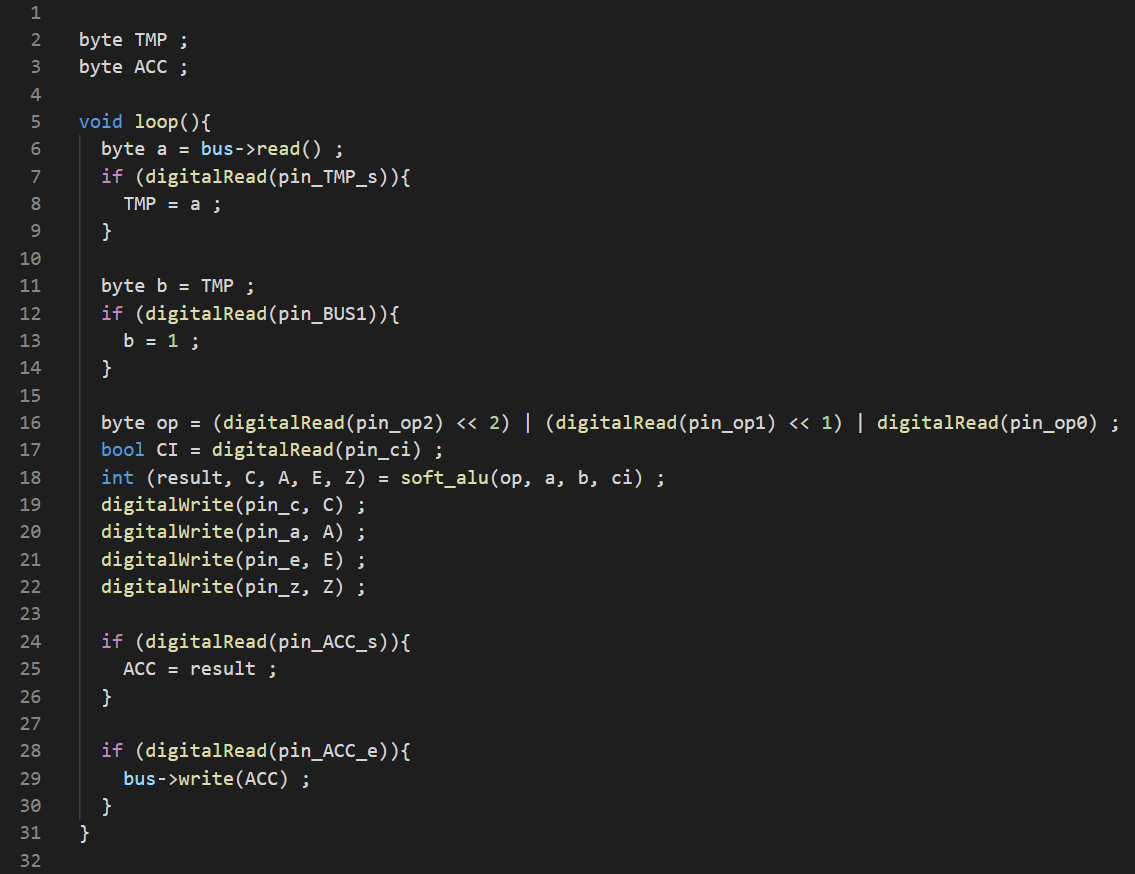 1
2 byte TMP ;
3 byte ACC ;
4
5 void loop(){
6   byte a = bus->read() ;
7   if (digitalRead(pin_TMP_s)){
8     TMP = a ;
9   }
10
11   byte b = TMP ;
12   if (digitalRead(pin_BUS1)){
13     b = 1 ;
14   }
15
16   byte op = (digitalRead(pin_op2) << 2) | (digitalRead(pin_op1) << 1) | digitalRead(pin_op0) ;
17   bool CI = digitalRead(pin_ci) ;
18   int (result, C, A, E, Z) = soft_alu(op, a, b, ci) ;
19   digitalWrite(pin_c, C) ;
20   digitalWrite(pin_a, A) ;
21   digitalWrite(pin_e, E) ;
22   digitalWrite(pin_z, Z) ;
23
24   if (digitalRead(pin_ACC_s)){
25     ACC = result ;
26   }
27
28   if (digitalRead(pin_ACC_e)){
29     bus->write(ACC) ;
30   }
31 }
32